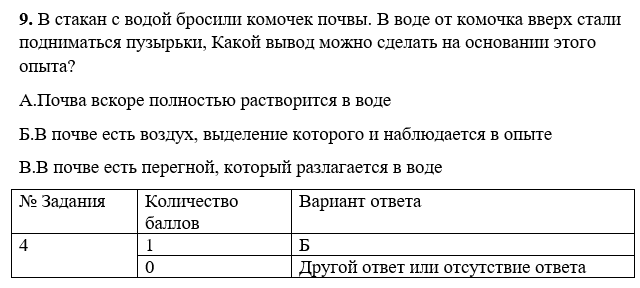 9. В стакан с водой бросили комочек почвы. В воде от комочка вверх стали
подниматься пузырьки, Какой вывод можно сделать на основании этого
опыта?
А.Почва вскоре полностью растворится в воде
Б.В почве есть воздух, выделение которого и наблюдается в опыте
В.В почве есть перегной, который разлагается в воде
№ Задания Количество баллов Вариант ответа
4 1 Б
0 Другой ответ или отсутствие ответа